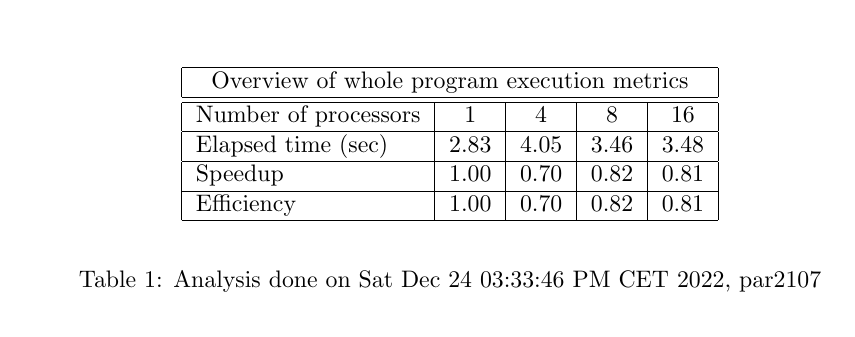 Overview of whole program execution metrics
Number of processors 1 4 8 16
Elapsed time (sec) 2.83 4.05 3.46 3.48
Speedup 1.00 0.70 0.82 0.81
Efficiency 1.00 0.70 0.82 0.81
Table 1: Analysis done on Sat Dec 24 03:33:46 PM CET 2022, par2107